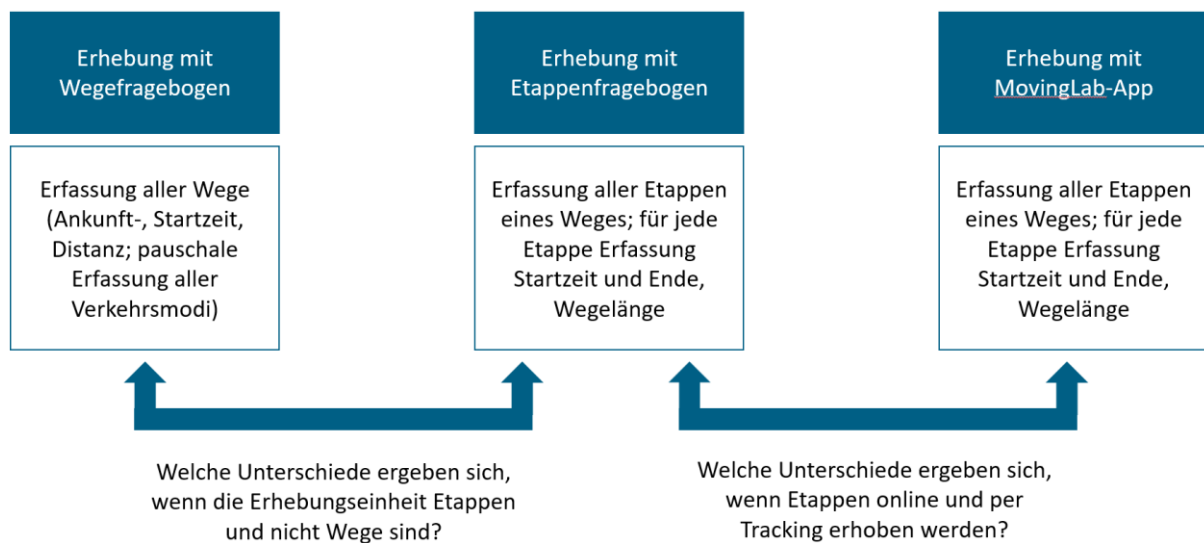 Erhebung mit
Wegefragebogen
Erhebung mit
Etappenfragebogen
Erhebung mit
MovingLab-App
Erfassung aller Wege
(Ankunft-, Startzeit,
Distanz; pauschale
Erfassung aller
Verkehrsmodi)
Erfassung aller Etappen
eines Weges; für jede
Etappe Erfassung
Startzeit und Ende,
Wegelänge
Erfassung aller Etappen
eines Weges; für jede
Etappe Erfassung
Startzeit und Ende,
Wegelänge
Welche Unterschiede ergeben sich,
wenn die Erhebungseinheit Etappen
und nicht Wege sind?
Welche Unterschiede ergeben sich,
wenn Etappen online und per
Tracking erhoben werden?